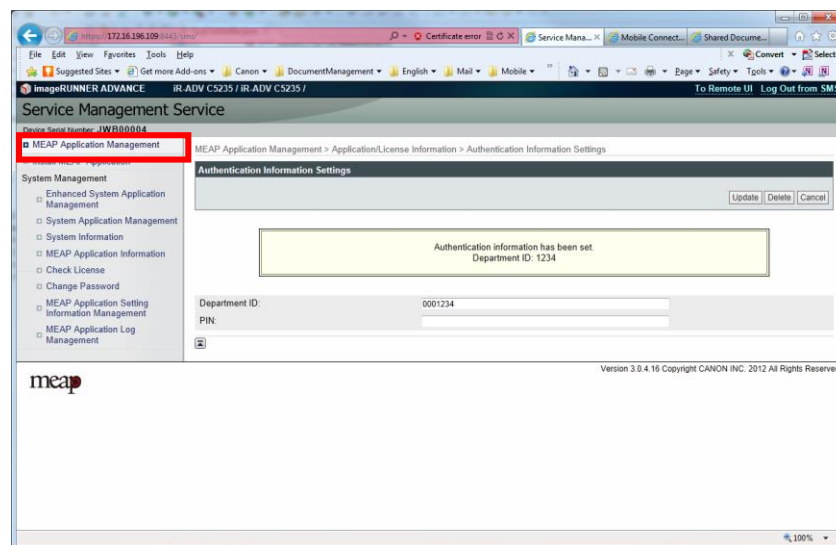 https://172.16.196.109:8443/sms/
Certificate error
Service Mana...
Mobile Connect...
Shared Docume...
File Edit View Favorites Tools Help
Convert Select
Suggested Sites Get more Add-ons Canon DocumentManagement English Mail Mobile Page Safety Tools
imageRUNNER ADVANCE iR-ADV C5235 / iR-ADV C5235 / To Remote UI Log Out from SMS
Service Management Service
Device Serial Number: JWB00004
MEAP Application Management
MEAP Application Management > Application/License Information > Authentication Information Settings
Install MEAP Application
Authentication Information Settings
System Management
Enhanced System Application
Management
Update Delete Cancel
System Application Management
System Information
MEAP Application Information
Check License
Change Password
MEAP Application Setting
Information Management
MEAP Application Log
Management
Authentication information has been set.
Department ID: 1234
Department ID: 0001234
PIN:
Version 3.0.4.16 Copyright CANON INC. 2012 All Rights Reserve
meap
100%